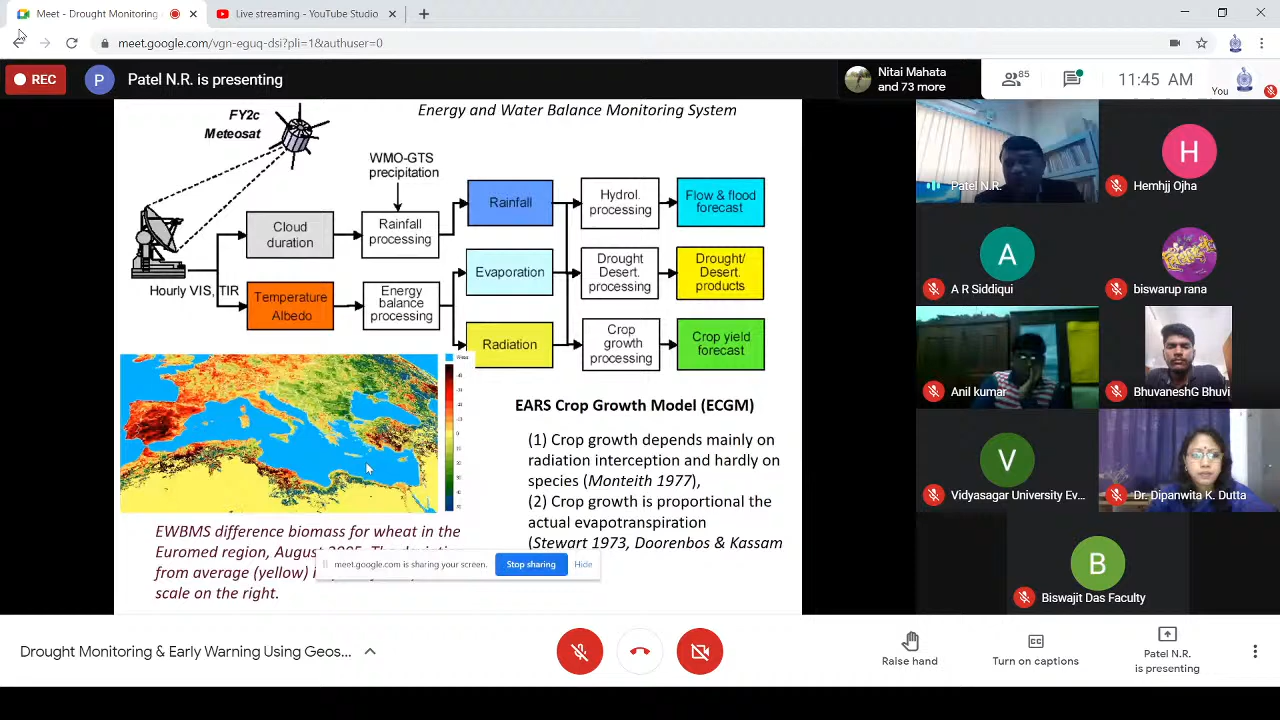 Meet - Drought Monitoring
Live streaming - YouTube Studio
meet.google.com/vgn-eguq-dsi?pli=1&authuser=0
REC
P
Patel N.R. is presenting
Nitai Mahata
and 73 more
85
11:45 AM
You
FY2c
Meteosat
Energy and Water Balance Monitoring System
WMO-GTS
precipitation
Cloud
duration
Rainfall
processing
Rainfall
Hydrol.
processing
Flow & flood
forecast
Hourly VIS, TIR
Temperature
Albedo
Energy
balance
processing
Evaporation
Drought
Desert.
processing
Drought/
Desert.
products
Radiation
Crop
growth
processing
Crop yield
forecast
EARS Crop Growth Model (ECGM)
(1) Crop growth depends mainly on
radiation interception and hardly on
species (Monteith 1977),
(2) Crop growth is proportional the
actual evapotranspiration
(Stewart 1973, Doorenbos & Kassam
EWBMS difference biomass for wheat in the
Euromed region, August
from average (yellow)
scale on the right.
meet.google.com is sharing your screen.
Stop sharing
Hide
Patel N.R.
H
Hemhjj Ojha
A
A R Siddiqui
biswarup rana
Anil kumar
BhuvaneshG Bhuvi
V
Vidyasagar University Ev...
Dr. Dipanwita K. Dutta
B
Biswajit Das Faculty
Drought Monitoring & Early Warning Using Geos...
Raise hand
Turn on captions
Patel N.R.
is presenting